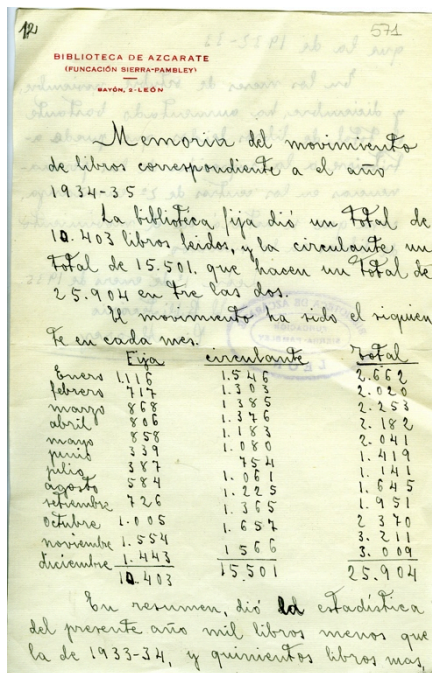 12
571
BIBLIOTECA DE AZCARATE
(FUNCACIÓN SIERRA-PAMBLEY)
BAYÓN, 2-LEÓN
Memoria del movimiento
de libros correspondiente a el año
1934-35
La biblioteca fija dió un total de
10.403 libros leidos, y la circulante un
total de 15.501. que hacen un total de
25.904 en tre las dos.
El movimiento ha sido el siguien
te en cada mes.
Fija circulante total
Enero 1.116 1.546 2.662
febrero 717 1.303 2.020
marzo 868 1.385 2.253
abril 806 1.376 2.182
mayo 858 1.183 2.041
junio 339 1.080 1.419
julio 387 754 1.141
agosto 584 1.061 1.645
setiembre 726 1.225 1.951
octubre 1.005 1.365 2 370
noviembre 1.554 1.657 3.211
diciembre 1.443 1 566 3.009
10.403 15.501 25.904
En resumen, dió la estadística
del presente año mil libros menos que
la de 1933-34, y quinientos libros mas,